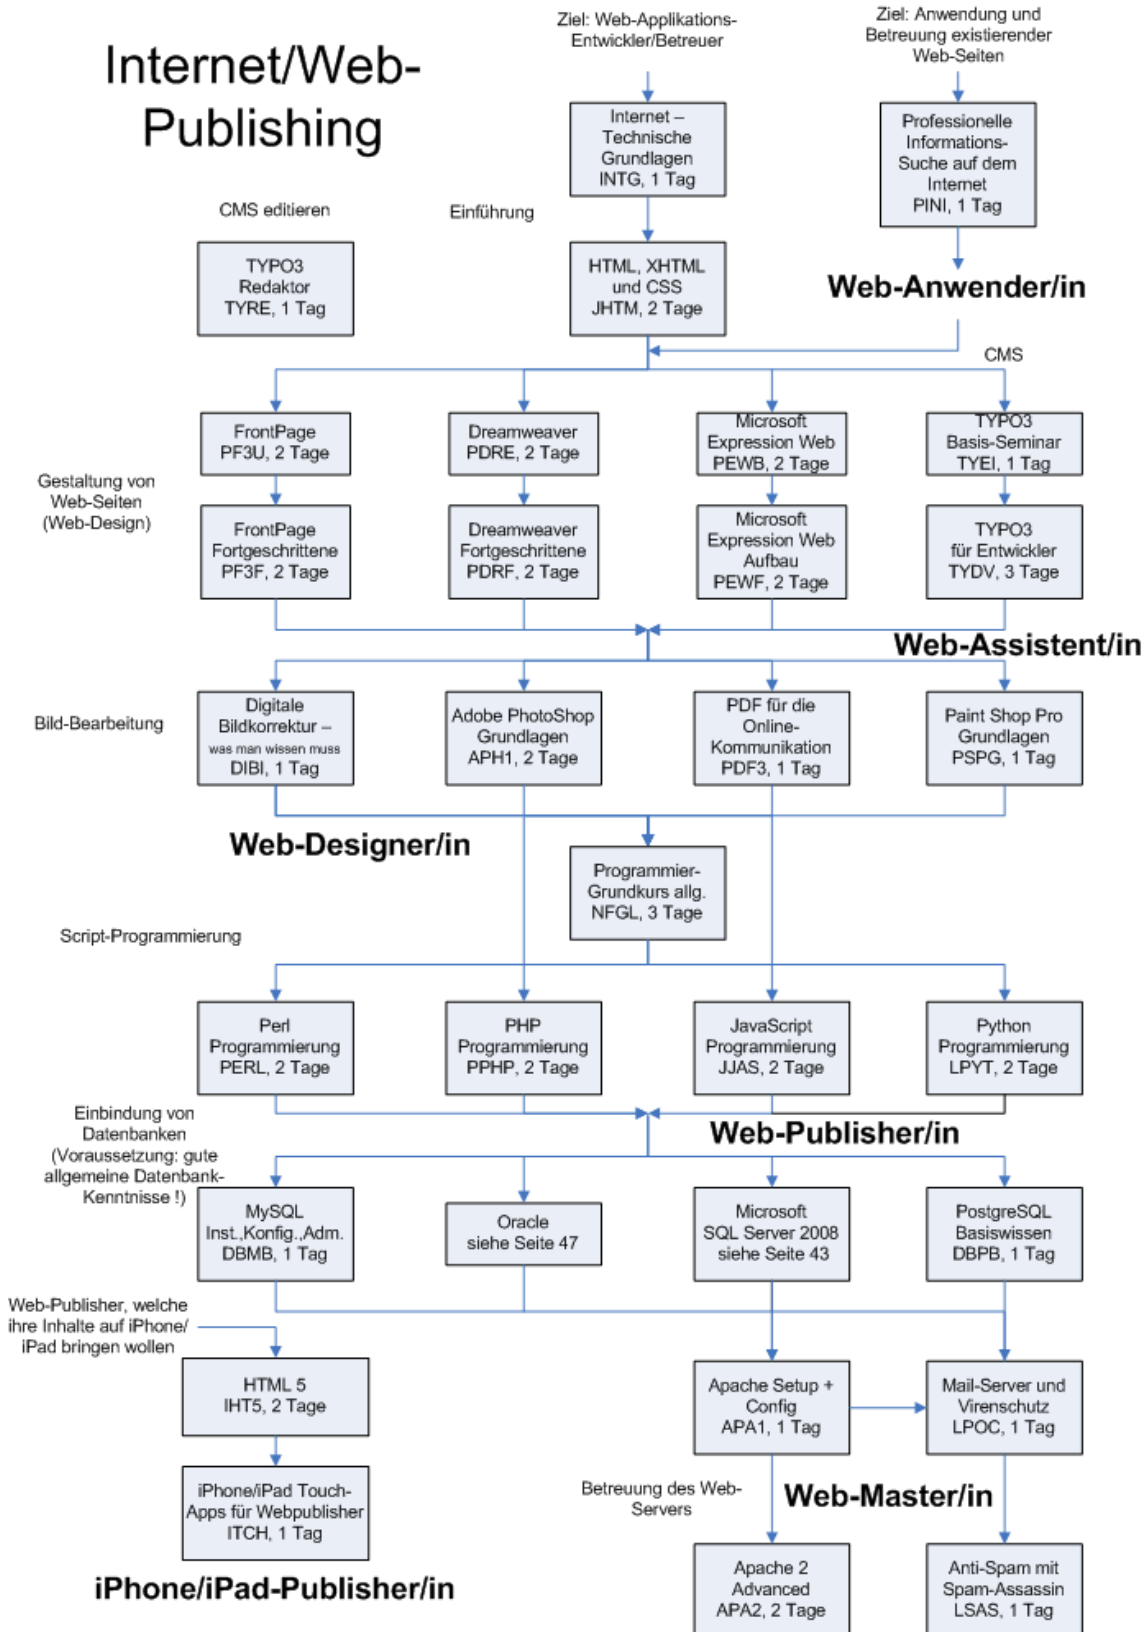 Internet/Web-
Publishing
Ziel: Web-Applikations-
Entwickler/Betreuer
Ziel: Anwendung und
Betreuung existierender
Web-Seiten
Internet –
Technische
Grundlagen
INTG, 1 Tag
Professionelle
Informations-
Suche auf dem
Internet
PINI, 1 Tag
CMS editieren
Einführung
TYPO3
Redaktor
TYRE, 1 Tag
HTML, XHTML
und CSS
JHTM, 2 Tage
Web-Anwender/in
CMS
FrontPage
PF3U, 2 Tage
Dreamweaver
PDRE, 2 Tage
Microsoft
Expression Web
PEWB, 2 Tage
TYPO3
Basis-Seminar
TYEI, 1 Tag
Gestaltung von
Web-Seiten
(Web-Design)
FrontPage
Fortgeschrittene
PF3F, 2 Tage
Dreamweaver
Fortgeschrittene
PDRF, 2 Tage
Microsoft
Expression Web
Aufbau
PEWF, 2 Tage
TYPO3
für Entwickler
TYDV, 3 Tage
Web-Assistent/in
Bild-Bearbeitung
Digitale
Bildkorrektur –
was man wissen muss
DIBI, 1 Tag
Adobe PhotoShop
Grundlagen
APH1, 2 Tage
PDF für die
Online-
Kommunikation
PDF3, 1 Tag
Paint Shop Pro
Grundlagen
PSPG, 1 Tag
Web-Designer/in
Programmier-
Grundkurs allg.
NFGL, 3 Tage
Script-Programmierung
Perl
Programmierung
PERL, 2 Tage
PHP
Programmierung
PPHP, 2 Tage
JavaScript
Programmierung
JJAS, 2 Tage
Python
Programmierung
LPYT, 2 Tage
Einbindung von
Datenbanken
(Voraussetzung: gute
allgemeine Datenbank-
Kenntnisse !)
Web-Publisher/in
MySQL
Inst.,Konfig.,Adm.
DBMB, 1 Tag
Oracle
siehe Seite 47
Microsoft
SQL Server 2008
siehe Seite 43
PostgreSQL
Basiswissen
DBPB, 1 Tag
Web-Publisher, welche
ihre Inhalte auf iPhone/
iPad bringen wollen
HTML 5
IHT5, 2 Tage
Apache Setup +
Config
APA1, 1 Tag
Mail-Server und
Virenschutz
LPOC, 1 Tag
iPhone/iPad Touch-
Apps für Webpublisher
ITCH, 1 Tag
Betreuung des Web-
Servers
Web-Master/in
iPhone/iPad-Publisher/in
Apache 2
Advanced
APA2, 2 Tage
Anti-Spam mit
Spam-Assassin
LSAS, 1 Tag